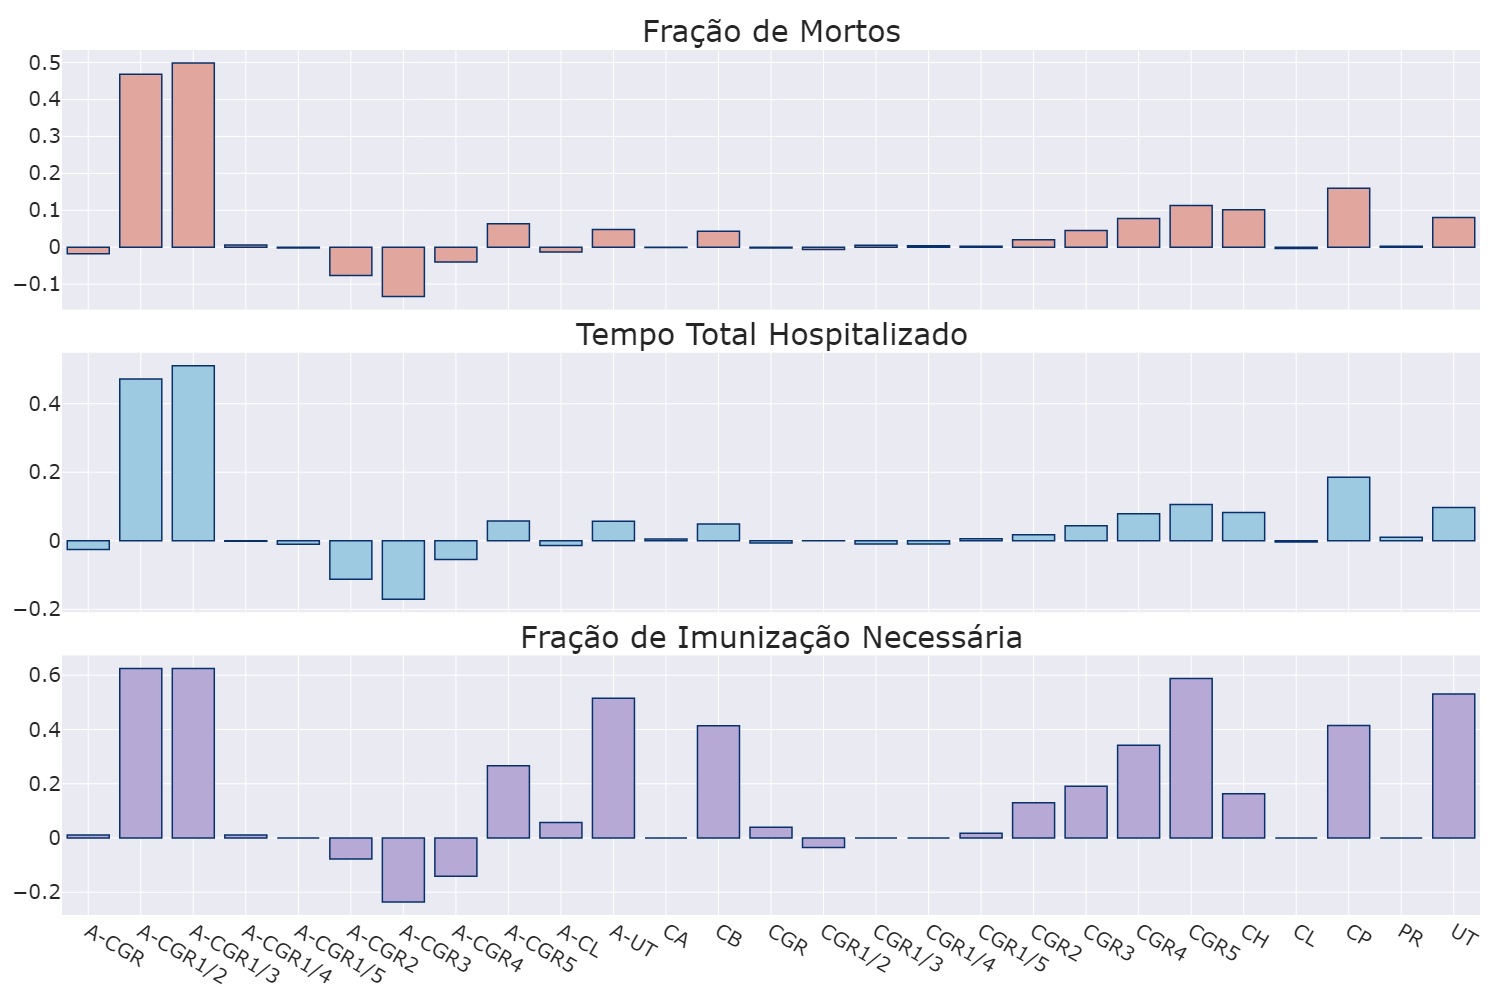 Fração de Mortos
0.5
0.4
0.3
0.2
0.1
0
−0.1
Tempo Total Hospitalizado
0.4
0.2
0
−0.2
Fração de Imunização Necessária
0.6
0.4
0.2
0
−0.2
A-CGR
A-CGR1/2
A-CGR1/3
A-CGR1/4
A-CGR1/5
A-CGR2
A-CGR3
A-CGR4
A-CGR5
A-CL
A-UT
CA
CB
CGR
CGR1/2
CGR1/3
CGR1/4
CGR1/5
CGR2
CGR3
CGR4
CGR5
CH
CL
CP
PR
UT